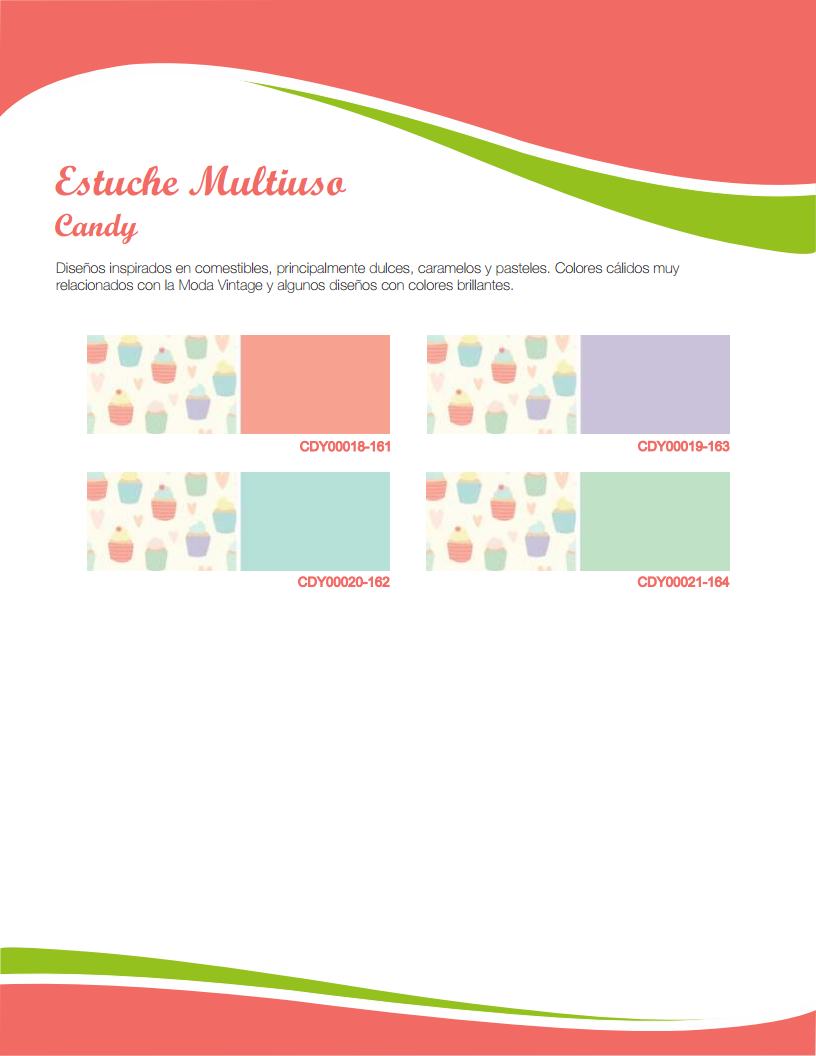 Estuche Multiuso
Candy
Diseños inspirados en comestibles, principalmente dulces, caramelos y pasteles. Colores cálidos muy
relacionados con la Moda Vintage y algunos diseños con colores brillantes.
CDY00018-161
CDY00019-163
CDY00020-162
CDY00021-164